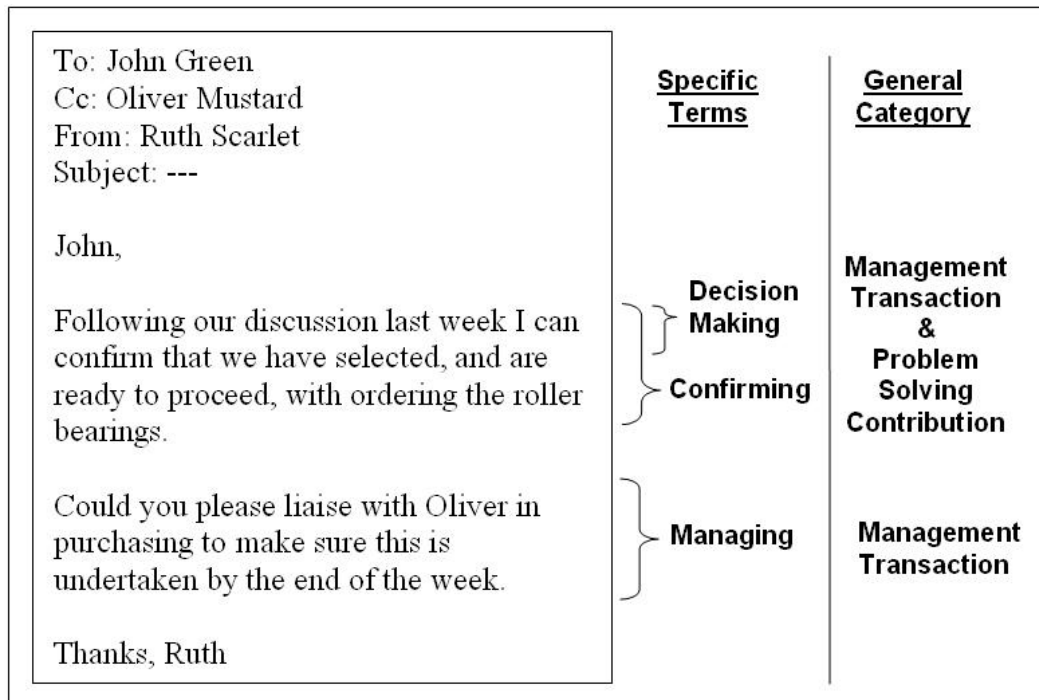 To: John Green
Cc: Oliver Mustard
From: Ruth Scarlet
Subject: ---
John,
Following our discussion last week I can
confirm that we have selected, and are
ready to proceed, with ordering the roller
bearings.
Could you please liaise with Oliver in
purchasing to make sure this is
undertaken by the end of the week.
Thanks, Ruth
Specific
Terms
Decision
Making
Confirming
Managing
General
Category
Management
Transaction
&
Problem
Solving
Contribution
Management
Transaction